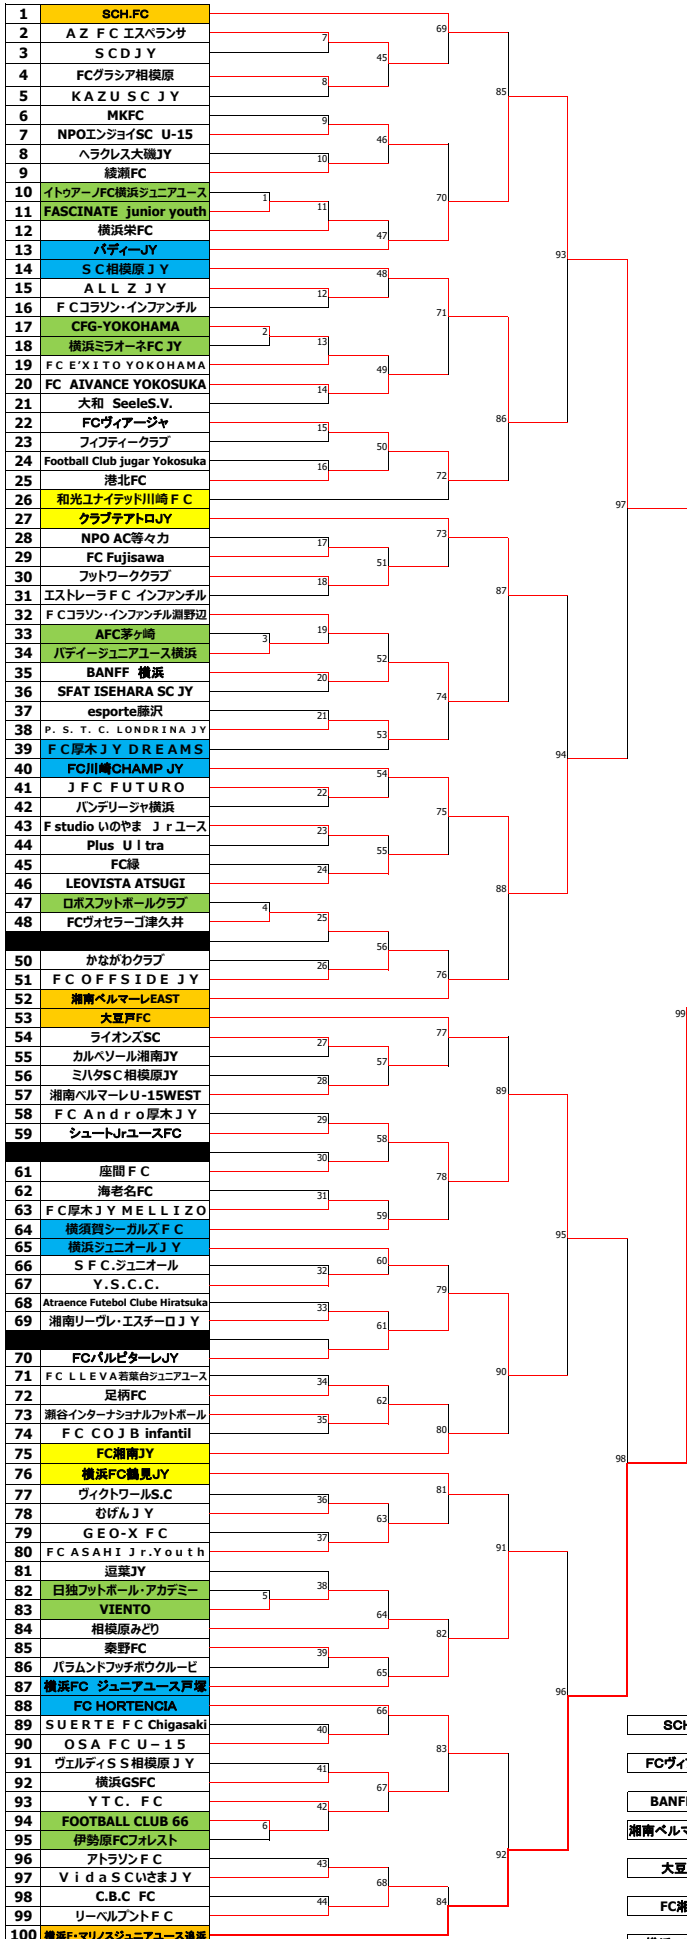 1 SCH.FC
2 AZ FC エスペランサ
3 SCDJY
4 FCグラシア相模原
5 KAZU SC JY
6 MKFC
7 NPOエンジョイSC U-15
8 ヘラクレス大磯JY
9 綾瀬FC
10 イトゥアーノFC横浜ジュニアユース
11 FASCINATE junior youth
12 横浜栄FC
13 バディーJY
14 SC相模原JY
15 ALL Z JY
16 FCコラソン・インファンチル
17 CFG-YOKOHAMA
18 横浜ミラオーネFC JY
19 FC E'XITO YOKOHAMA
20 FC AIVANCE YOKOSUKA
21 大和 SeeleS.V.
22 FCヴィアージャ
23 フィフティークラブ
24 Football Club jugar Yokosuka
25 港北FC
26 和光ユナイテッド川崎FC
27 クラブテアトロJY
28 NPO AC等々力
29 FC Fujisawa
30 フットワーククラブ
31 エストレーラFC インファンチル
32 FCコラソン・インファンチル淵野辺
33 AFC茅ヶ崎
34 バデイージュニアユース横浜
35 BANFF 横浜
36 SFAT ISEHARA SC JY
37 esporte藤沢
38 P. S. T. C. LONDRINA JY
39 FC厚木JY DREAMS
40 FC川崎CHAMP JY
41 JFC FUTURO
42 バンデリージャ横浜
43 F studio いのやま Jrユース
44 Plus Ultra
45 FC緑
46 LEOVISTA ATSUGI
47 ロボスフットボールクラブ
48 FCヴォセラーゴ津久井
50 かながわクラブ
51 FC OFFSIDE JY
52 湘南ベルマーレEAST
53 大豆戸FC
54 ライオンズSC
55 カルペソール湘南JY
56 ミハタSC相模原JY
57 湘南ベルマーレU-15WEST
58 FC Andro厚木JY
59 シュートJrユースFC
61 座間FC
62 海老名FC
63 FC厚木JY MELLIZO
64 横須賀シーガルズFC
65 横浜ジュニオールJY
66 SFC.ジュニオール
67 Y.S.C.C.
68 Atraence Futebol Clube Hiratsuka
69 湘南リーヴレ・エスチーロJY
70 FCパルピターレJY
71 FC LLEVA若葉台ジュニアユース
72 足柄FC
73 瀬谷インターナショナルフットボール
74 FC COJB infantil
75 FC湘南JY
76 横浜FC鶴見JY
77 ヴィクトワールS.C
78 むげんJY
79 GEO-X FC
80 FC ASAHI Jr.Youth
81 逗葉JY
82 日独フットボール・アカデミー
83 VIENTO
84 相模原みどり
85 秦野FC
86 パラムンドフッチボウクルービ
87 横浜FC ジュニアユース戸塚
88 FC HORTENCIA
89 SUERTE FC Chigasaki
90 OSA FC U-15
91 ヴェルディSS相模原JY
92 横浜GSFC
93 YTC. FC
94 FOOTBALL CLUB 66
95 伊勢原FCフォレスト
96 アトラソンFC
97 VidaSCいさまJY
98 C.B.C FC
99 リーベルプントFC
100 横浜F・マリノスジュニアユース追浜
1
2
3
4
5
6
7
8
9
10
11
12
13
14
15
16
17
18
19
20
21
22
23
24
25
26
27
28
29
30
31
32
33
34
35
36
37
38
39
40
41
42
43
44
45
46
47
48
49
50
51
52
53
54
55
56
57
58
59
60
61
62
63
64
65
66
67
68
69
70
71
72
73
74
75
76
77
78
79
80
81
82
83
84
85
86
87
88
89
90
91
92
93
94
95
96
97
98
99
SCH
FCヴィ
BANF
湘南ベルマ
大豆
FC湘